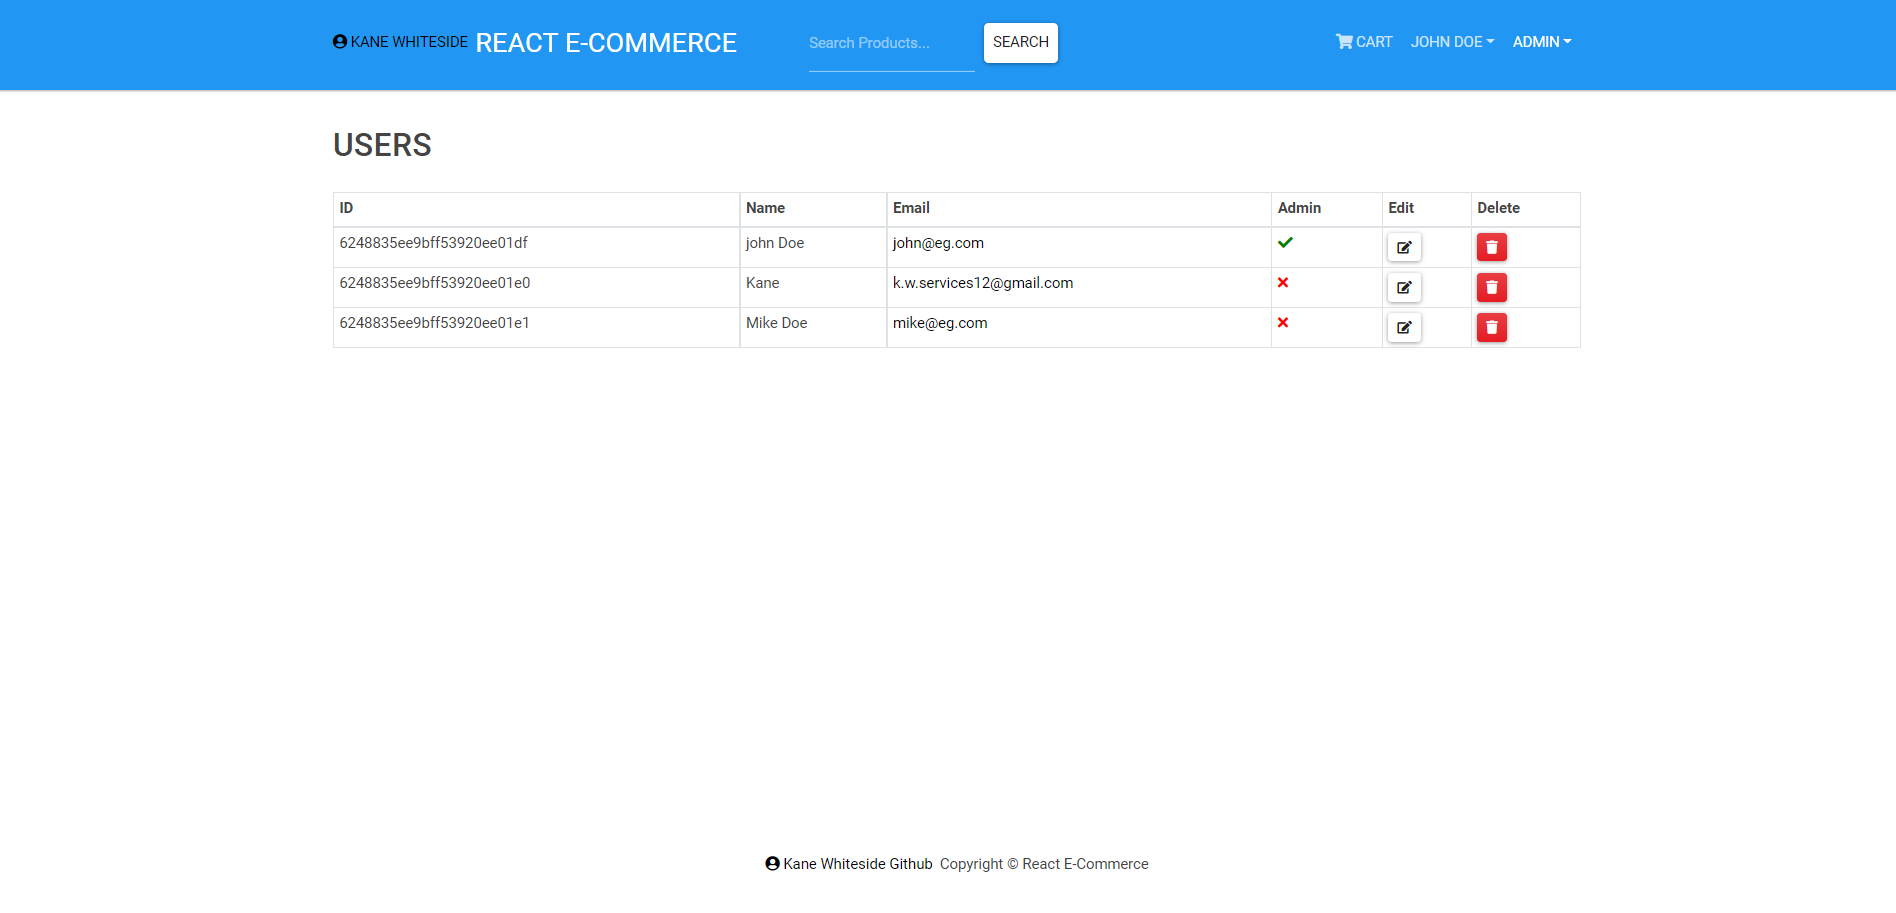 KANE WHITESIDE REACT E-COMMERCE Search Products... SEARCH CART JOHN DOE ADMIN
USERS
ID Name Email Admin Edit Delete
6248835ee9bff53920ee01df john Doe john@eg.com
6248835ee9bff53920ee01e0 Kane k.w.services12@gmail.com
6248835ee9bff53920ee01e1 Mike Doe mike@eg.com
Kane Whiteside Github Copyright © React E-Commerce